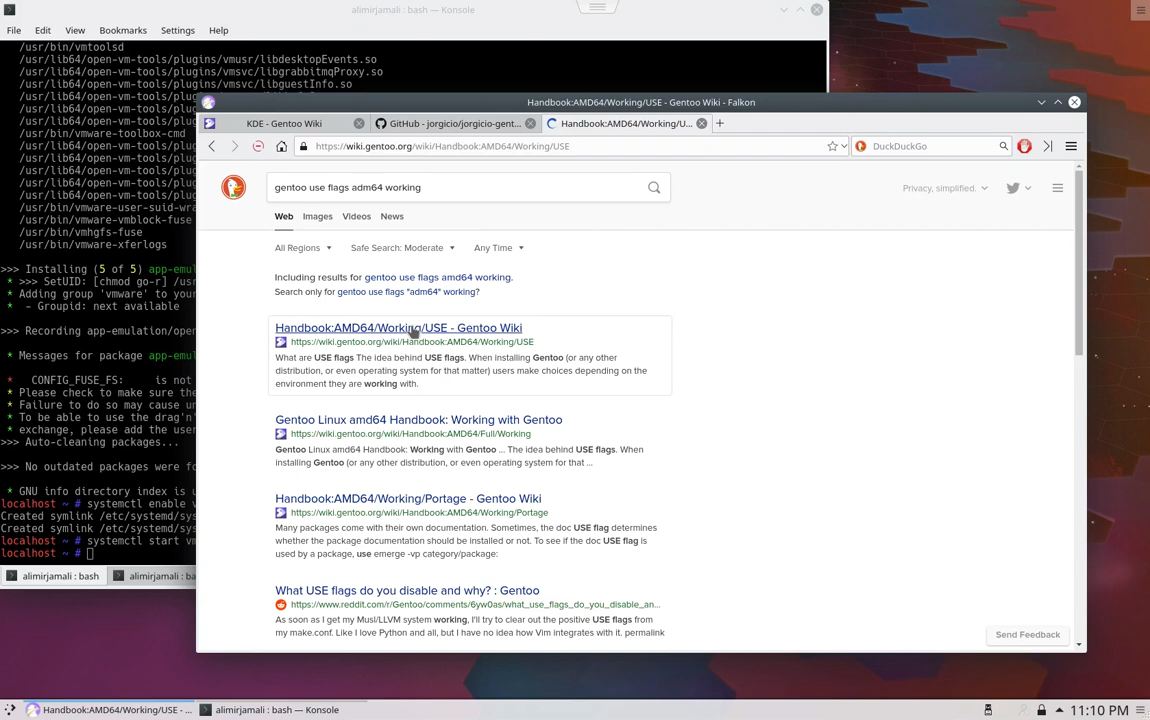 alimirjamali : bash — Konsole
File Edit View Bookmarks Settings Help
/usr/bin/vmtoolsd
/usr/lib64/open-vm-tools/plugins/vmusr/libdesktopEvents.so
/usr/lib64/open-vm-tools/plugins/vmsvc/libgrabbitmqProxy.so
/usr/lib64/open-vm-tools/plugins/vmsvc/libguestInfo.so
/usr/lib64/open-vm-tools
/usr/bin/vmware-toolbox-cmd
/usr/bin/vmware-user-suid-wra
/usr/bin/vmware-vmblock-fuse
/usr/bin/vmhgfs-fuse
/usr/bin/vmware-xferlogs
>>> Installing (5 of 5) app-emul
* >>> SetUID: [chmod go-r] /us
* Adding group 'vmware' to your
* - Groupid: next available
>>> Recording app-emulation/open
* Messages for package app-emu
* CONFIG_FUSE_FS: is not
* Please check to make sure the
* Failure to do so may cause un
* To be able to use the drag'n'
* exchange, please add the user
>>> Auto-cleaning packages...
>>> No outdated packages were fo
* GNU info directory index is u
localhost ~ # systemctl enable v
Created symlink /etc/systemd/sys
Created symlink /etc/systemd/sys
localhost ~ # systemctl start vm
localhost ~ #
alimirjamali : bash alimirjamali : ba
Handbook:AMD64/Working/USE - Gentoo Wiki - Falkon
KDE - Gentoo Wiki GitHub - jorgicio/jorgicio-gent... Handbook:AMD64/Working/U...
https://wiki.gentoo.org/wiki/Handbook:AMD64/Working/USE DuckDuckGo
gentoo use flags adm64 working
Privacy, simplified.
Web Images Videos News
All Regions Safe Search: Moderate Any Time
Including results for gentoo use flags amd64 working.
Search only for gentoo use flags "adm64" working?
Handbook:AMD64/Working/USE - Gentoo Wiki
https://wiki.gentoo.org/wiki/Handbook:AMD64/Working/USE
What are USE flags The idea behind USE flags. When installing Gentoo (or any other
distribution, or even operating system for that matter) users make choices depending on the
environment they are working with.
Gentoo Linux amd64 Handbook: Working with Gentoo
https://wiki.gentoo.org/wiki/Handbook:AMD64/Full/Working
Gentoo Linux amd64 Handbook: Working with Gentoo ... The idea behind USE flags. When
installing Gentoo (or any other distribution, or even operating system for that ...
Handbook:AMD64/Working/Portage - Gentoo Wiki
https://wiki.gentoo.org/wiki/Handbook:AMD64/Working/Portage
Many packages come with their own documentation. Sometimes, the doc USE flag determines
whether the package documentation should be installed or not. To see if the doc USE flag is
used by a package, use emerge -vp category/package:
What USE flags do you disable and why? : Gentoo
https://www.reddit.com/r/Gentoo/comments/6yw0as/what_use_flags_do_you_disable_an...
As soon as I get my Musl/LLVM system working, I'll try to clear out the positive USE flags from
my make.conf. Like I love Python and all, but I have no idea how Vim integrates with it. permalink
Send Feedback
Handbook:AMD64/Working/USE - ... alimirjamali : bash — Konsole 11:10 PM